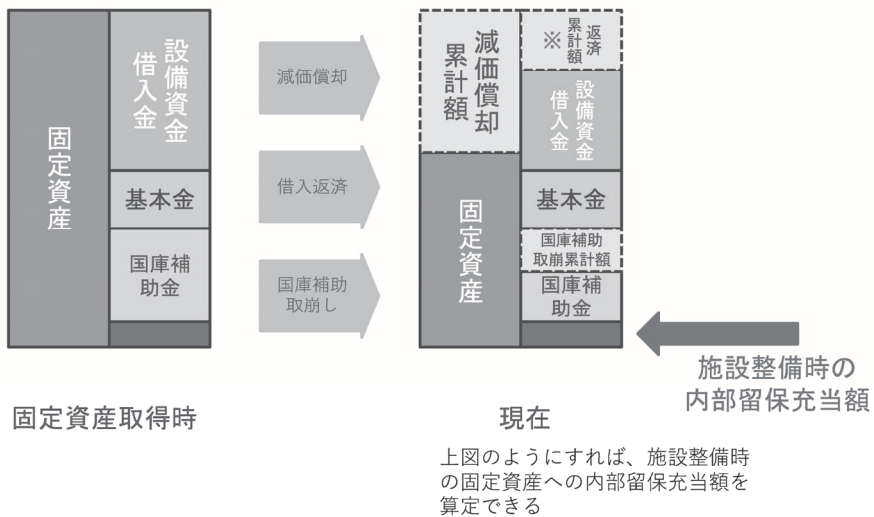 固定資産
設備資金
借入金
基本金
国庫補
助金
減価償却
借入返済
国庫補助
取崩し
減価償却
累計額
固定資産
※返済
累計額
設備資金
借入金
基本金
国庫補助
取崩累計額
国庫補
助金
施設整備時の
内部留保充当額
固定資産取得時
現在
上図のようにすれば、施設整備時
の固定資産への内部留保充当額を
算定できる